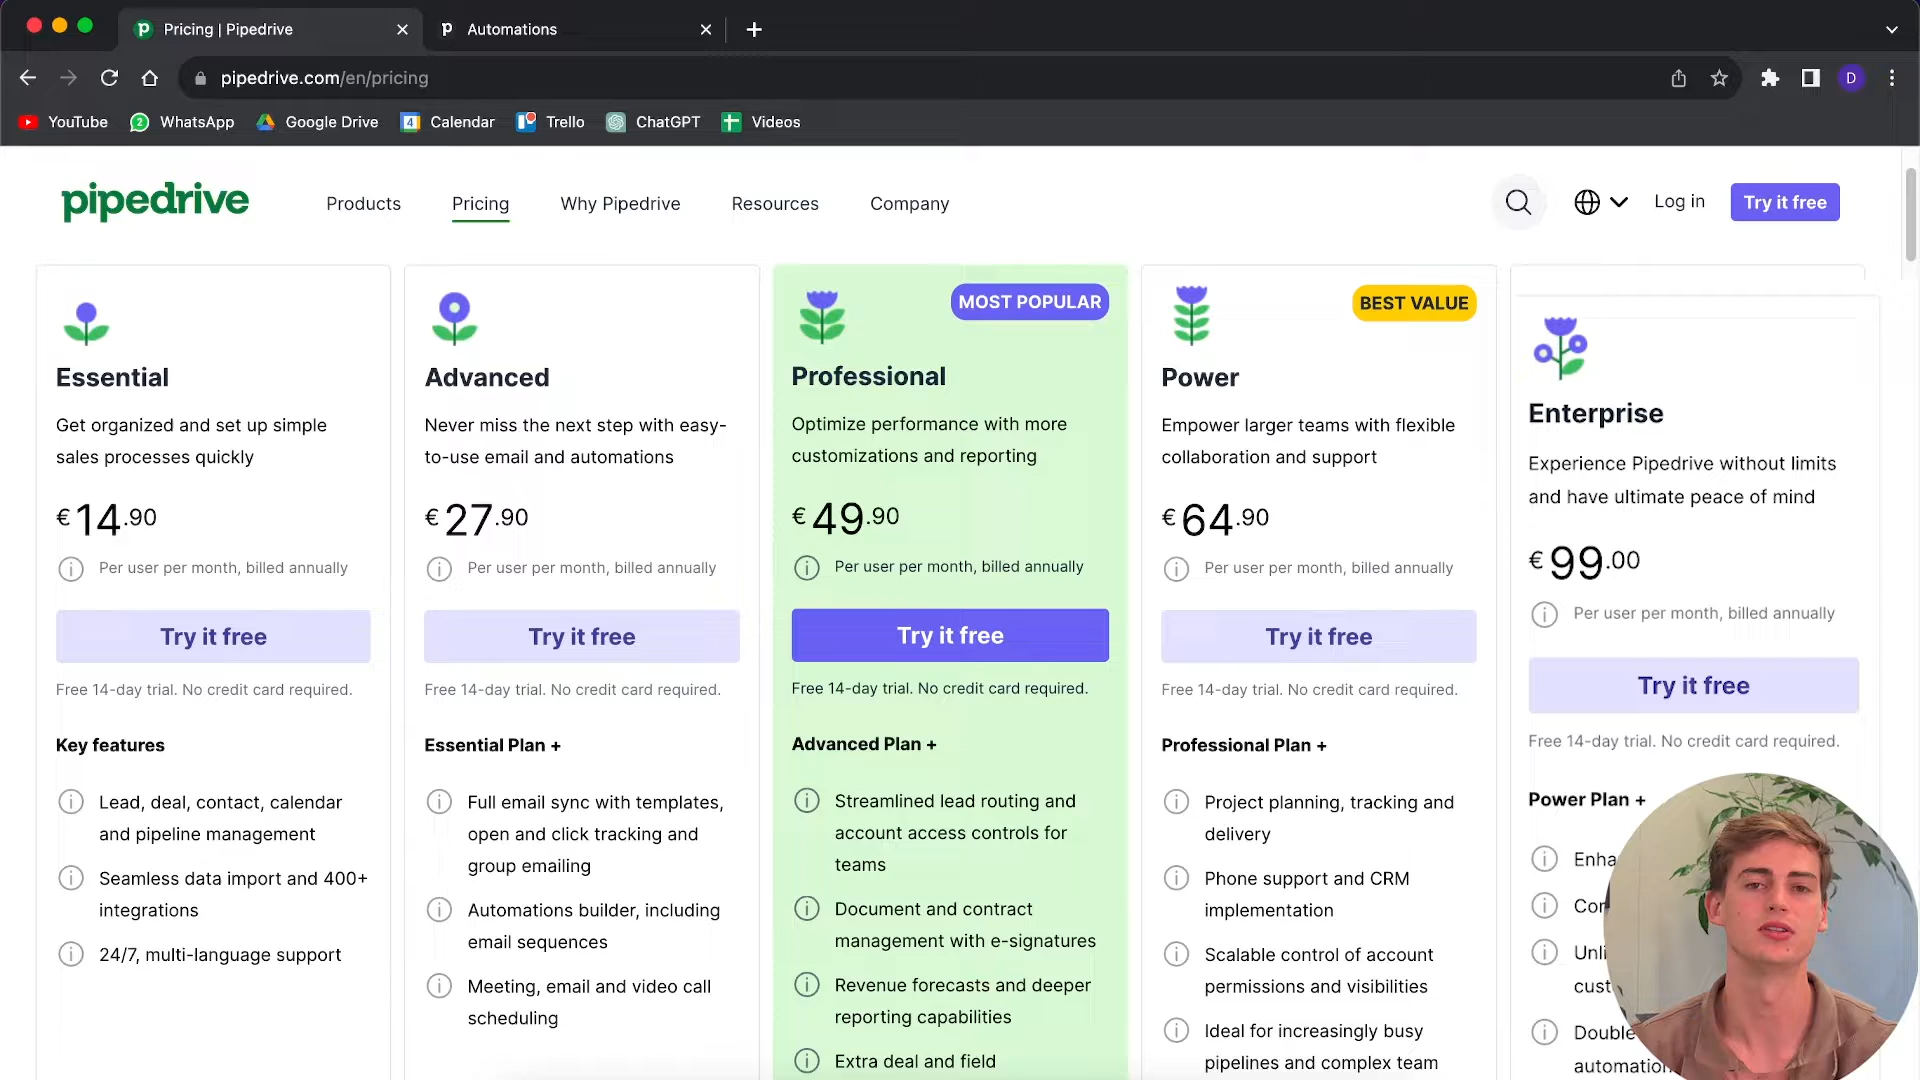 Pricing | Pipedrive
Automations
pipedrive.com/en/pricing
D
YouTube
2
WhatsApp
Google Drive
4
Calendar
Trello
ChatGPT
Videos
pipedrive
Products
Pricing
Why Pipedrive
Resources
Company
Log in
Try it free
Essential
Get organized and set up simple
sales processes quickly
€ 14.90
Per user per month, billed annually
Try it free
Free 14-day trial. No credit card required.
Key features
Lead, deal, contact, calendar
and pipeline management
Seamless data import and 400+
integrations
24/7, multi-language support
Advanced
Never miss the next step with easy-
to-use email and automations
€ 27.90
Per user per month, billed annually
Try it free
Free 14-day trial. No credit card required.
Essential Plan +
Full email sync with templates,
open and click tracking and
group emailing
Automations builder, including
email sequences
Meeting, email and video call
scheduling
MOST POPULAR
Professional
Optimize performance with more
customizations and reporting
€ 49.90
Per user per month, billed annually
Try it free
Free 14-day trial. No credit card required.
Advanced Plan +
Streamlined lead routing and
account access controls for
teams
Document and contract
management with e-signatures
Revenue forecasts and deeper
reporting capabilities
Extra deal and field
BEST VALUE
Power
Empower larger teams with flexible
collaboration and support
€ 64.90
Per user per month, billed annually
Try it free
Free 14-day trial. No credit card required.
Professional Plan +
Project planning, tracking and
delivery
Phone support and CRM
implementation
Scalable control of account
permissions and visibilities
Ideal for increasingly busy
pipelines and complex team
Enterprise
Experience Pipedrive without limits
and have ultimate peace of mind
€ 99.00
Per user per month, billed annually
Try it free
Free 14-day trial. No credit card required.
Power Plan +